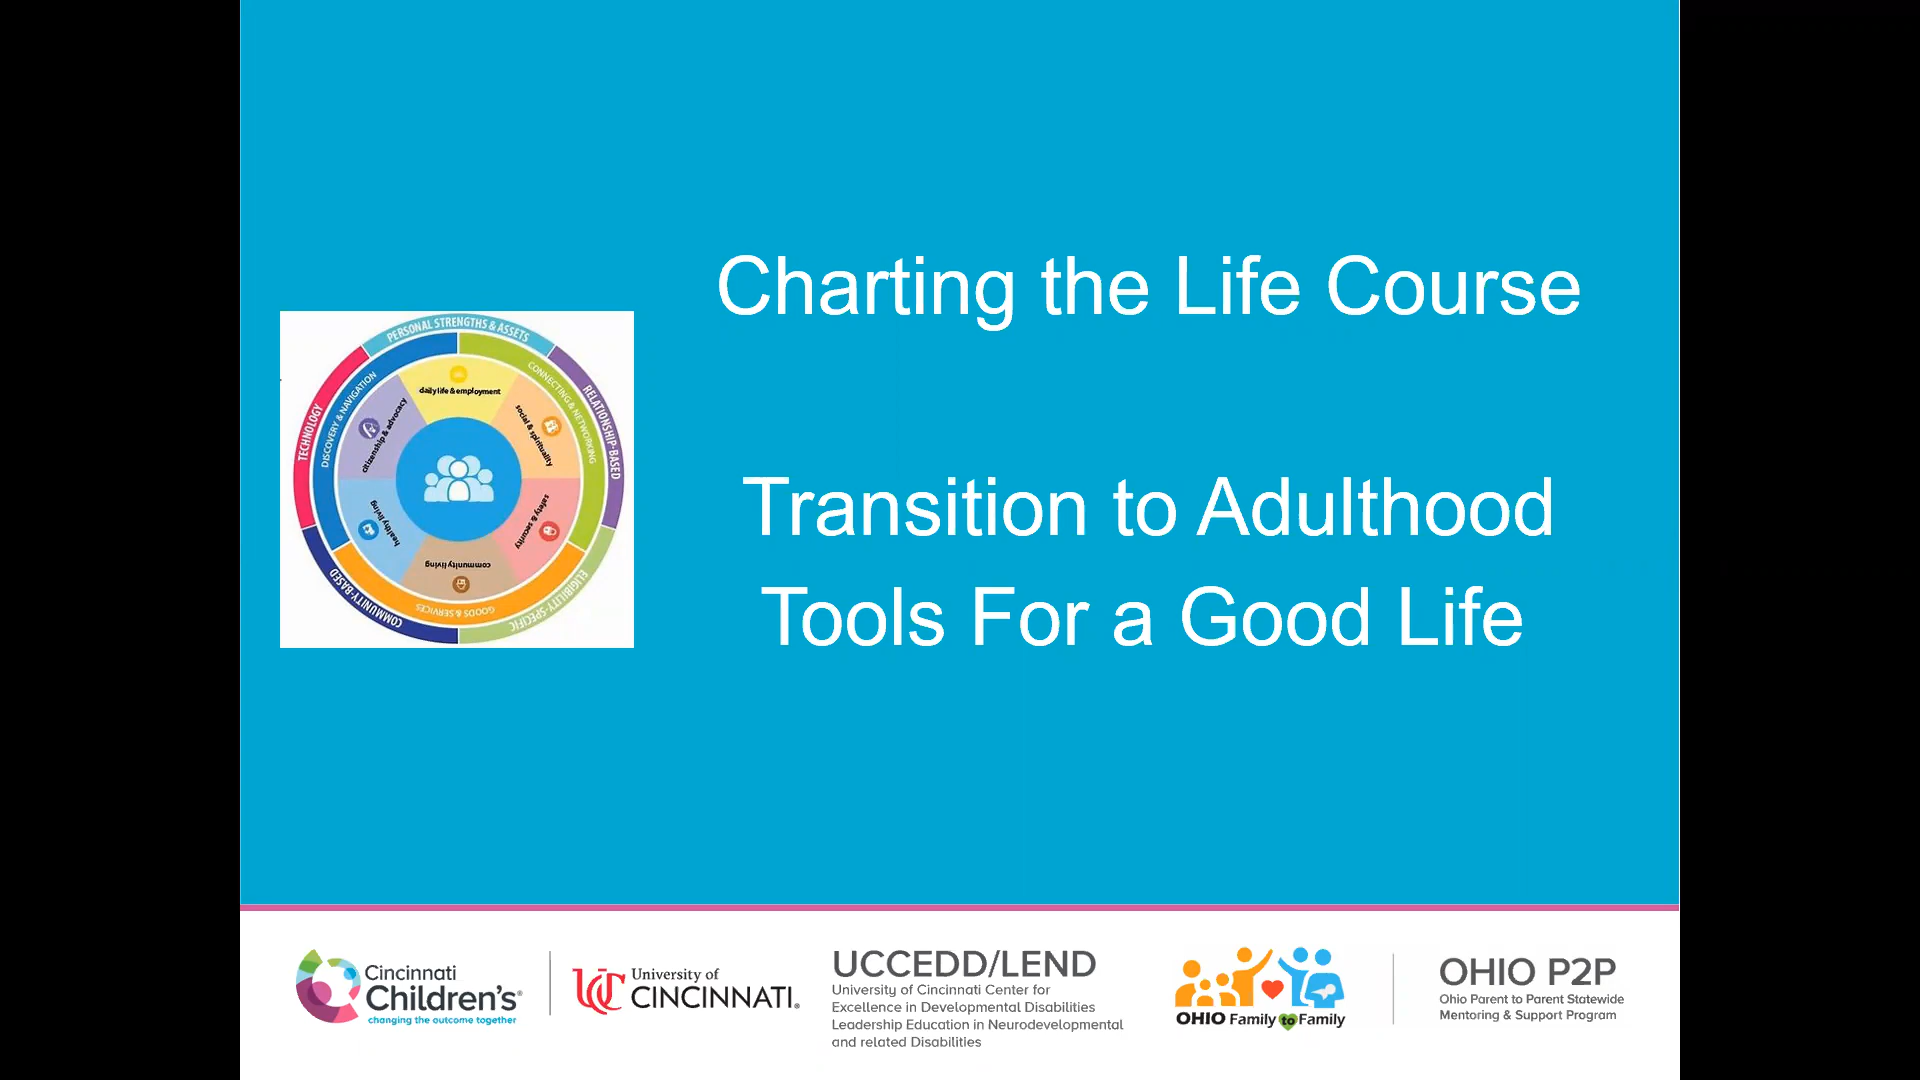 Charting the Life Course
Transition to Adulthood
Tools For a Good Life
PERSONAL STRENGTHS & ASSETS
TECHNOLOGY
DISCOVERY & NAVIGATION
CONNECTING & NETWORKING
RELATIONSHIP-BASED
daily life & employment
citizenship & advocacy
social & spirituality
healthy living
safety & security
community living
GOODS & SERVICES
COMMUNITY-BASED
ELIGIBILITY-SPECIFIC
Cincinnati
Children's®
changing the outcome together
UC
University of
CINCINNATI®
UCCEDD/LEND
University of Cincinnati Center for
Excellence in Developmental Disabilities
Leadership Education in Neurodevelopmental
and related Disabilities
OHIO Family to Family
OHIO P2P
Ohio Parent to Parent Statewide
Mentoring & Support Program